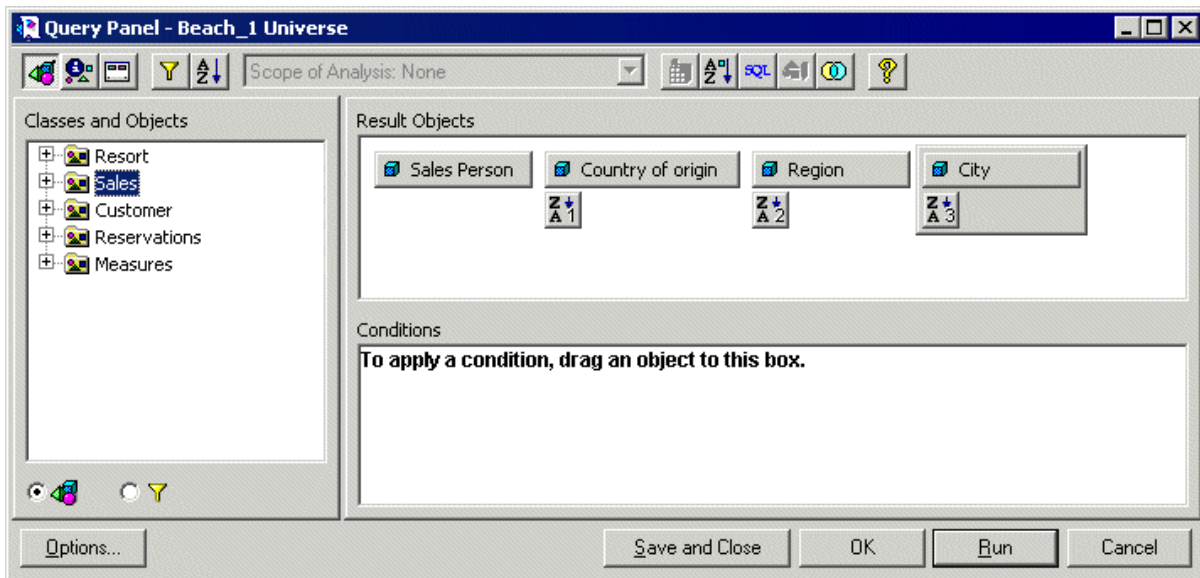 Query Panel - Beach_1 Universe
A Z SQL Scope of Analysis: None A Z ?
Classes and Objects
Resort
Sales
Customer
Reservations
Measures
Result Objects
Sales Person Country of origin Region City
Z A 1 Z A 2 Z A 3
Conditions
To apply a condition, drag an object to this box.
Options... Save and Close OK Run Cancel